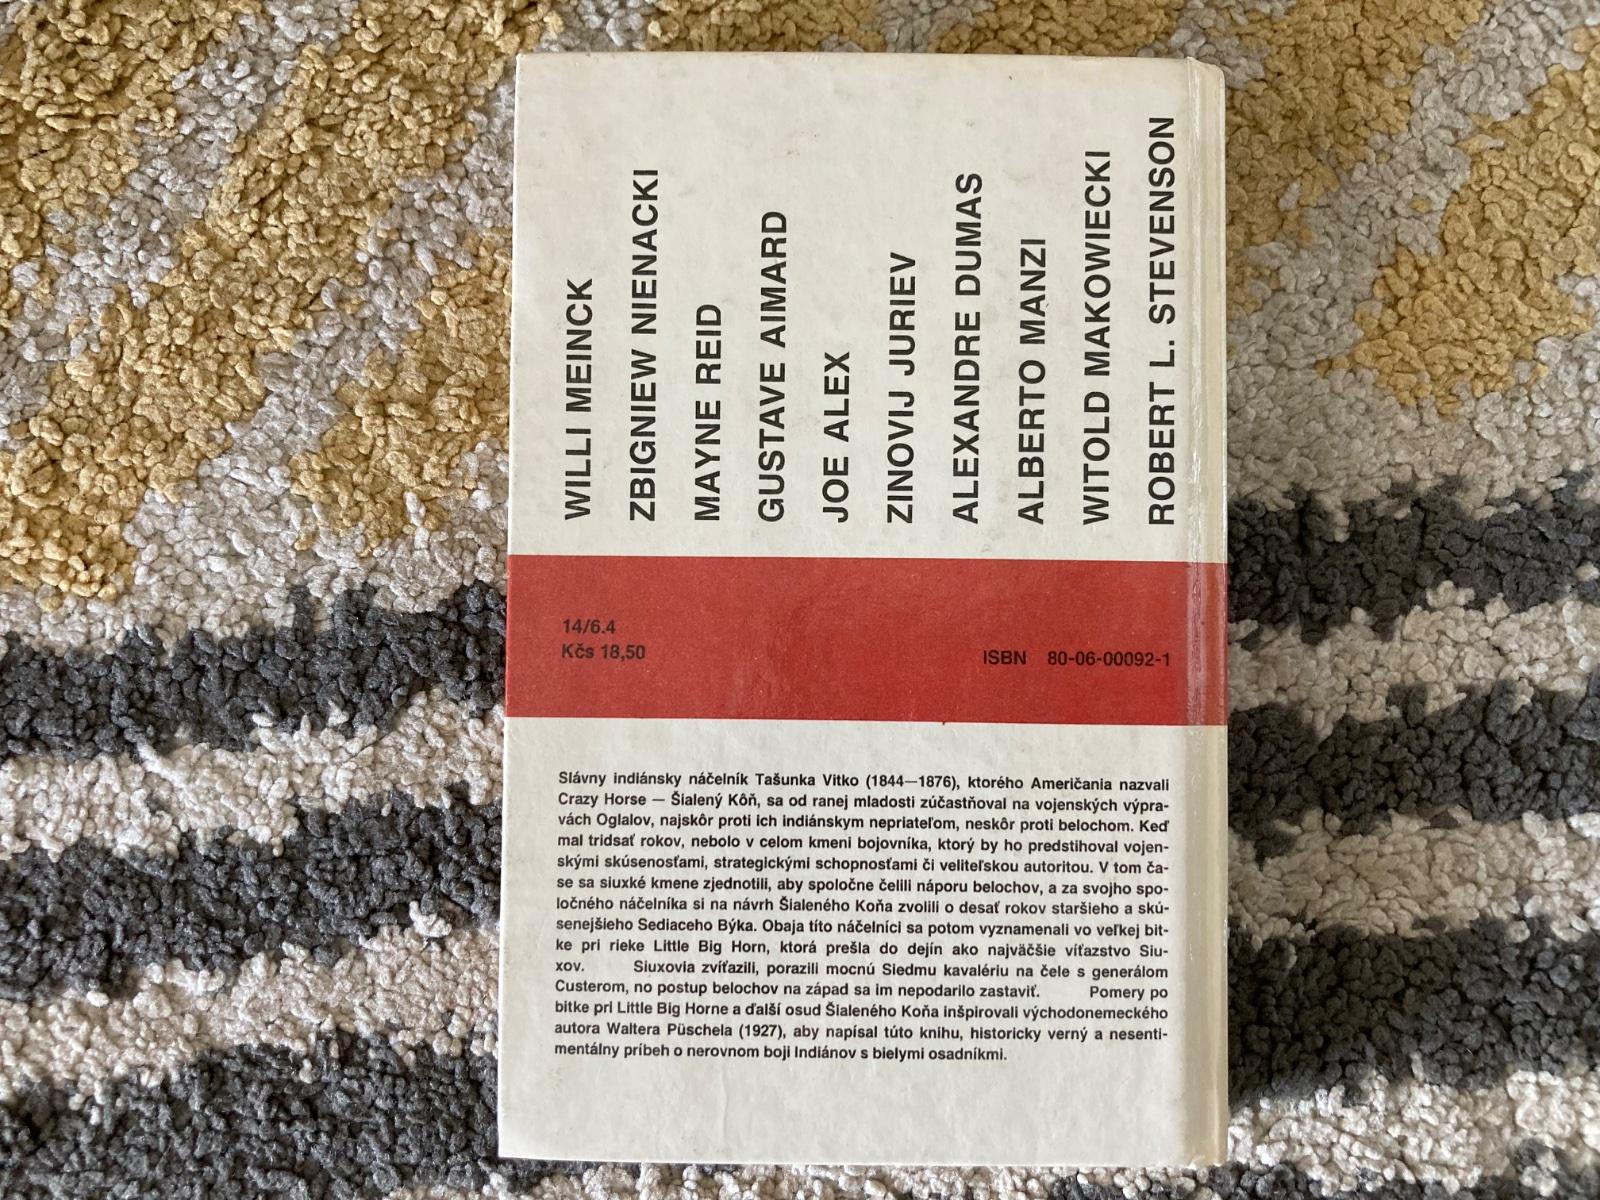 WILLI MEINCK
ZBIGNIEW NIENACKI
MAYNE REID
GUSTAVE AIMARD
JOE ALEX
ZINOVIJ JURIEV
ALEXANDRE DUMAS
ALBERTO MANZI
WITOLD MAKOWIECKI
ROBERT L. STEVENSON
14/6.4
Kčs 18,50
ISBN 80-06-00092-1
Slávny indiánsky náčelník Tašunka Vitko (1844—1876), ktorého Američania nazvali
Crazy Horse — Šialený Kôň, sa od ranej mladosti zúčastňoval na vojenských výpra-
vách Oglalov, najskôr proti ich indiánskym nepriateľom, neskôr proti belochom. Keď
mal tridsať rokov, nebolo v celom kmeni bojovníka, ktorý by ho predstihoval vojen-
skými skúsenosťami, strategickými schopnosťami či veliteľskou autoritou. V tom ča-
se sa siuxké kmene zjednotili, aby spoločne čelili náporu belochov, a za svojho spo-
ločného náčelníka si na návrh Šialeného Koňa zvolili o desať rokov staršieho a skú-
senejšieho Sediaceho Býka. Obaja títo náčelníci sa potom vyznamenali vo veľkej bit-
ke pri rieke Little Big Horn, ktorá prešla do dejín ako najväčšie víťazstvo Siu-
xov. Siuxovia zvíťazili, porazili mocnú Siedmu kavalériu na čele s generálom
Custerom, no postup belochov na západ sa im nepodarilo zastaviť. Pomery po
bitke pri Little Big Horne a ďalší osud Šialeného Koňa inšpirovali východonemeckého
autora Waltera Püschela (1927), aby napísal túto knihu, historicky verný a nesenti-
mentálny príbeh o nerovnom boji Indiánov s bielymi osadníkmi.